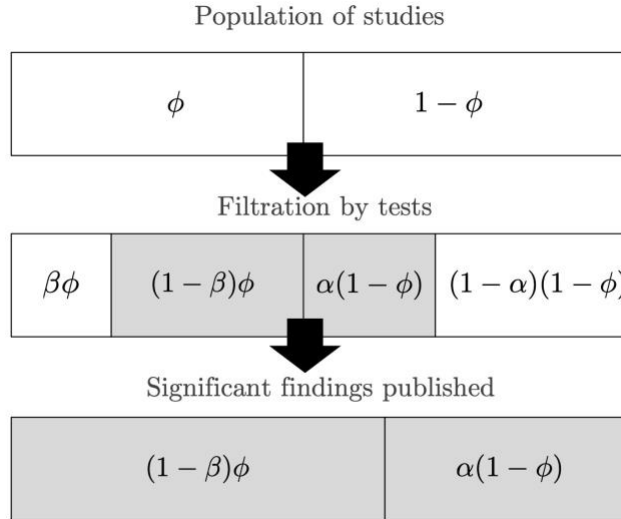 Population of studies
ϕ 1 − ϕ
Filtration by tests
βϕ (1 − β)ϕ α(1 − ϕ) (1 − α)(1 − ϕ)
Significant findings published
(1 − β)ϕ α(1 − ϕ)